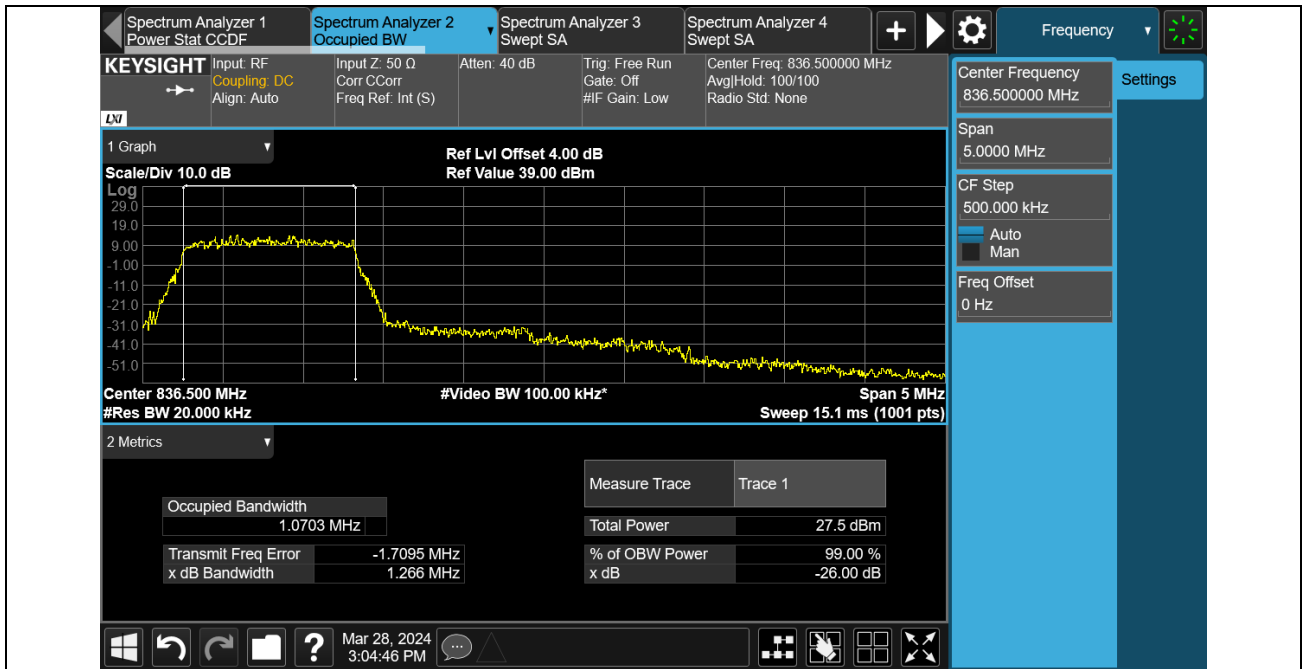 Spectrum Analyzer 1
Power Stat CCDF
Spectrum Analyzer 2
Occupied BW
Spectrum Analyzer 3
Swept SA
Spectrum Analyzer 4
Swept SA
+
Frequency
KEYSIGHT
LXI
Input: RF
Coupling: DC
Align: Auto
Input Z: 50 Ω
Corr CCorr
Freq Ref: Int (S)
Atten: 40 dB
Trig: Free Run
Gate: Off
#IF Gain: Low
Center Freq: 836.500000 MHz
Avg|Hold: 100/100
Radio Std: None
Center Frequency
836.500000 MHz
Settings
Span
5.0000 MHz
CF Step
500.000 kHz
Auto
Man
Freq Offset
0 Hz
1 Graph
Scale/Div 10.0 dB
Ref Lvl Offset 4.00 dB
Ref Value 39.00 dBm
Log
29.0
19.0
9.00
-1.00
-11.0
-21.0
-31.0
-41.0
-51.0
Center 836.500 MHz
#Video BW 100.00 kHz*
Span 5 MHz
#Res BW 20.000 kHz
Sweep 15.1 ms (1001 pts)
2 Metrics
Measure Trace Trace 1
Occupied Bandwidth
1.0703 MHz
Total Power 27.5 dBm
Transmit Freq Error -1.7095 MHz
% of OBW Power 99.00 %
x dB Bandwidth 1.266 MHz
x dB -26.00 dB
?
Mar 28, 2024
3:04:46 PM